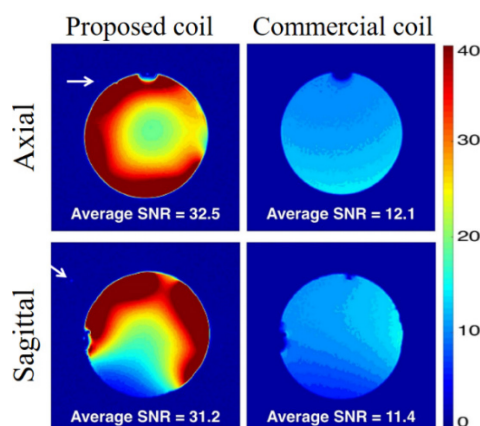 Proposed coil
Commercial coil
Axial
Average SNR = 32.5
Average SNR = 12.1
Sagittal
Average SNR = 31.2
Average SNR = 11.4
40
30
20
10
0